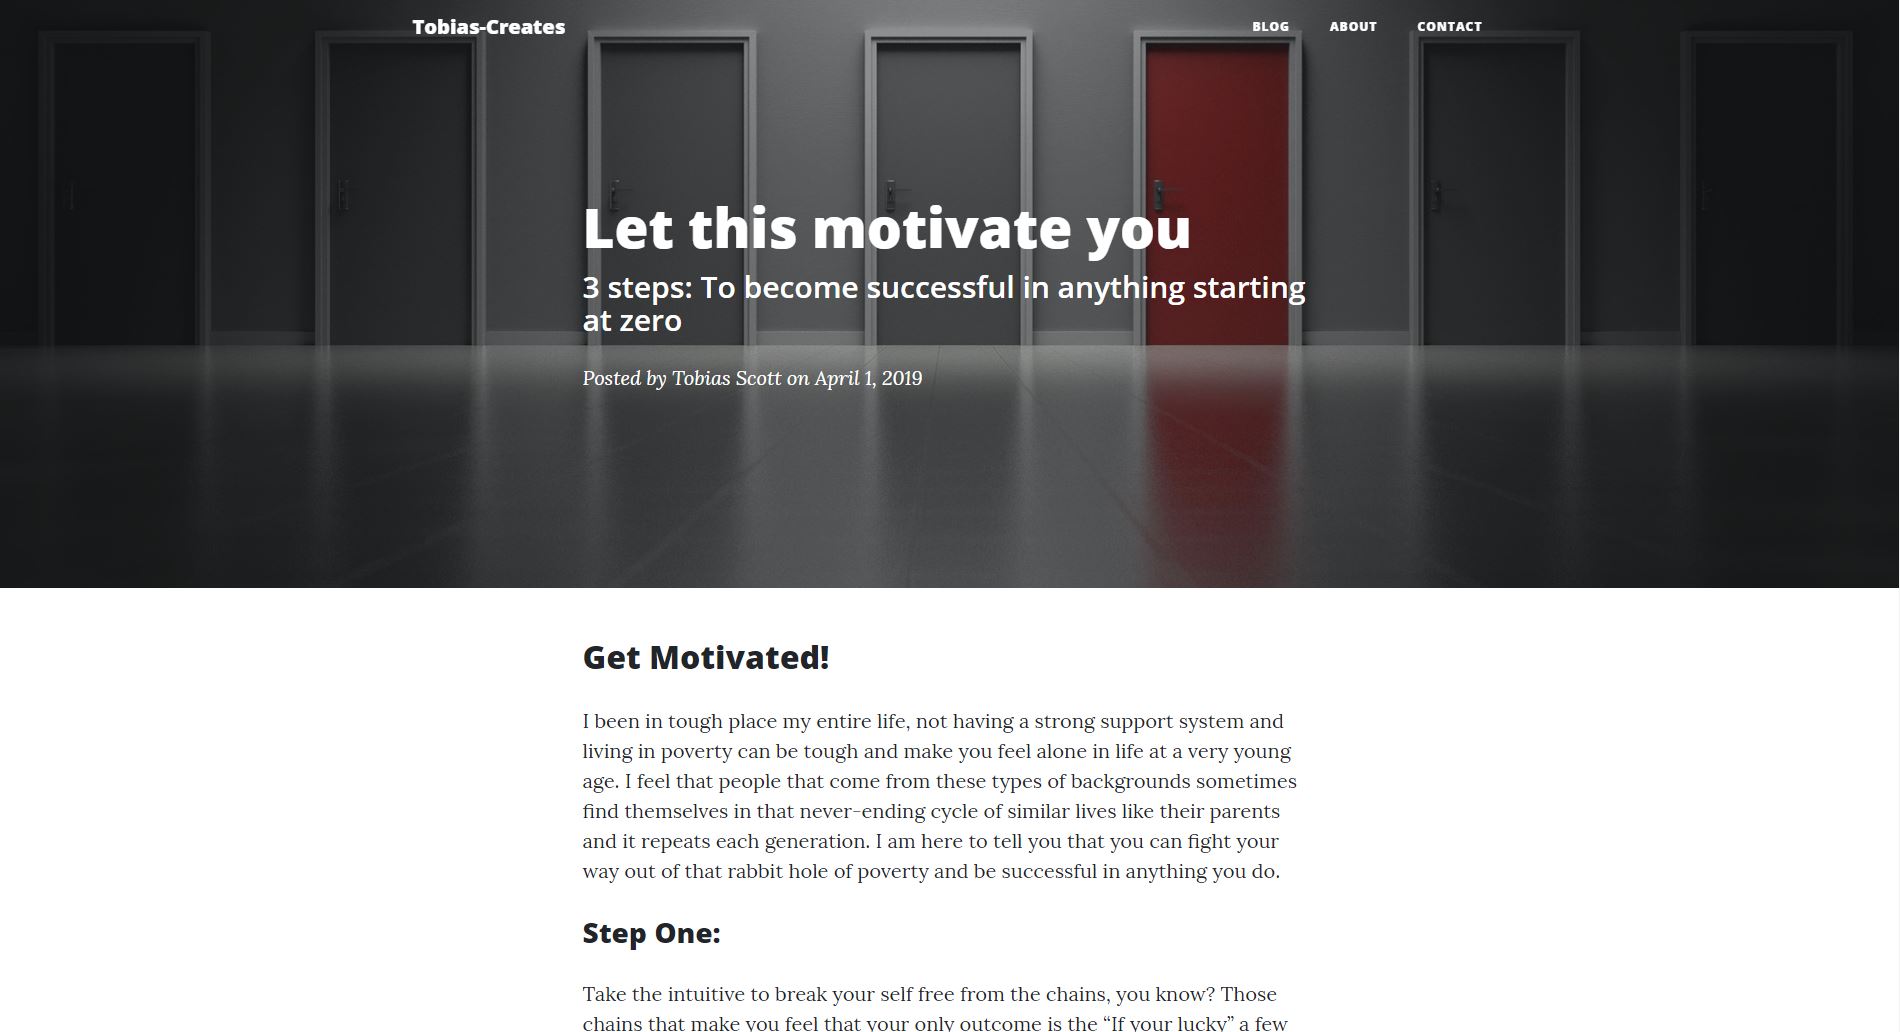 Tobias-Creates
BLOG ABOUT CONTACT
Let this motivate you
3 steps: To become successful in anything starting
at zero
Posted by Tobias Scott on April 1, 2019
Get Motivated!
I been in tough place my entire life, not having a strong support system and
living in poverty can be tough and make you feel alone in life at a very young
age. I feel that people that come from these types of backgrounds sometimes
find themselves in that never-ending cycle of similar lives like their parents
and it repeats each generation. I am here to tell you that you can fight your
way out of that rabbit hole of poverty and be successful in anything you do.
Step One:
Take the intuitive to break your self free from the chains, you know? Those
chains that make you feel that your only outcome is the “If your lucky” a few